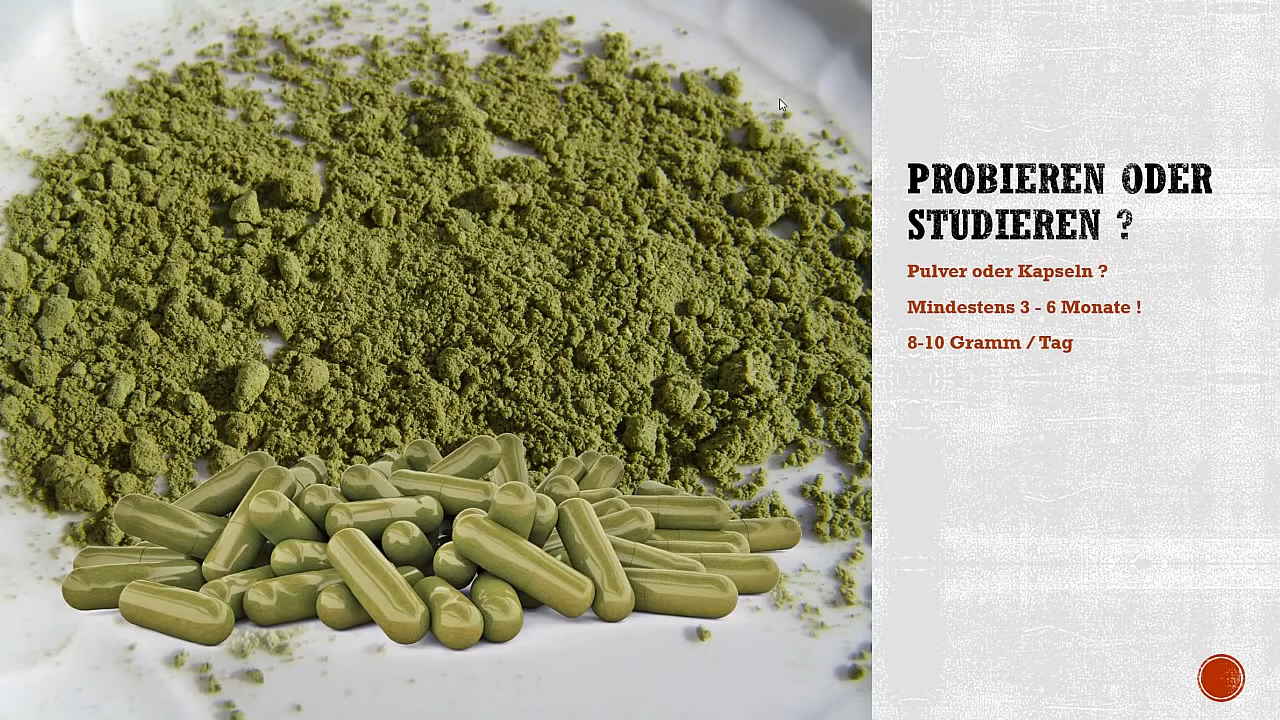 PROBIEREN ODER
STUDIEREN ?
Pulver oder Kapseln ?
Mindestens 3 - 6 Monate !
8-10 Gramm / Tag